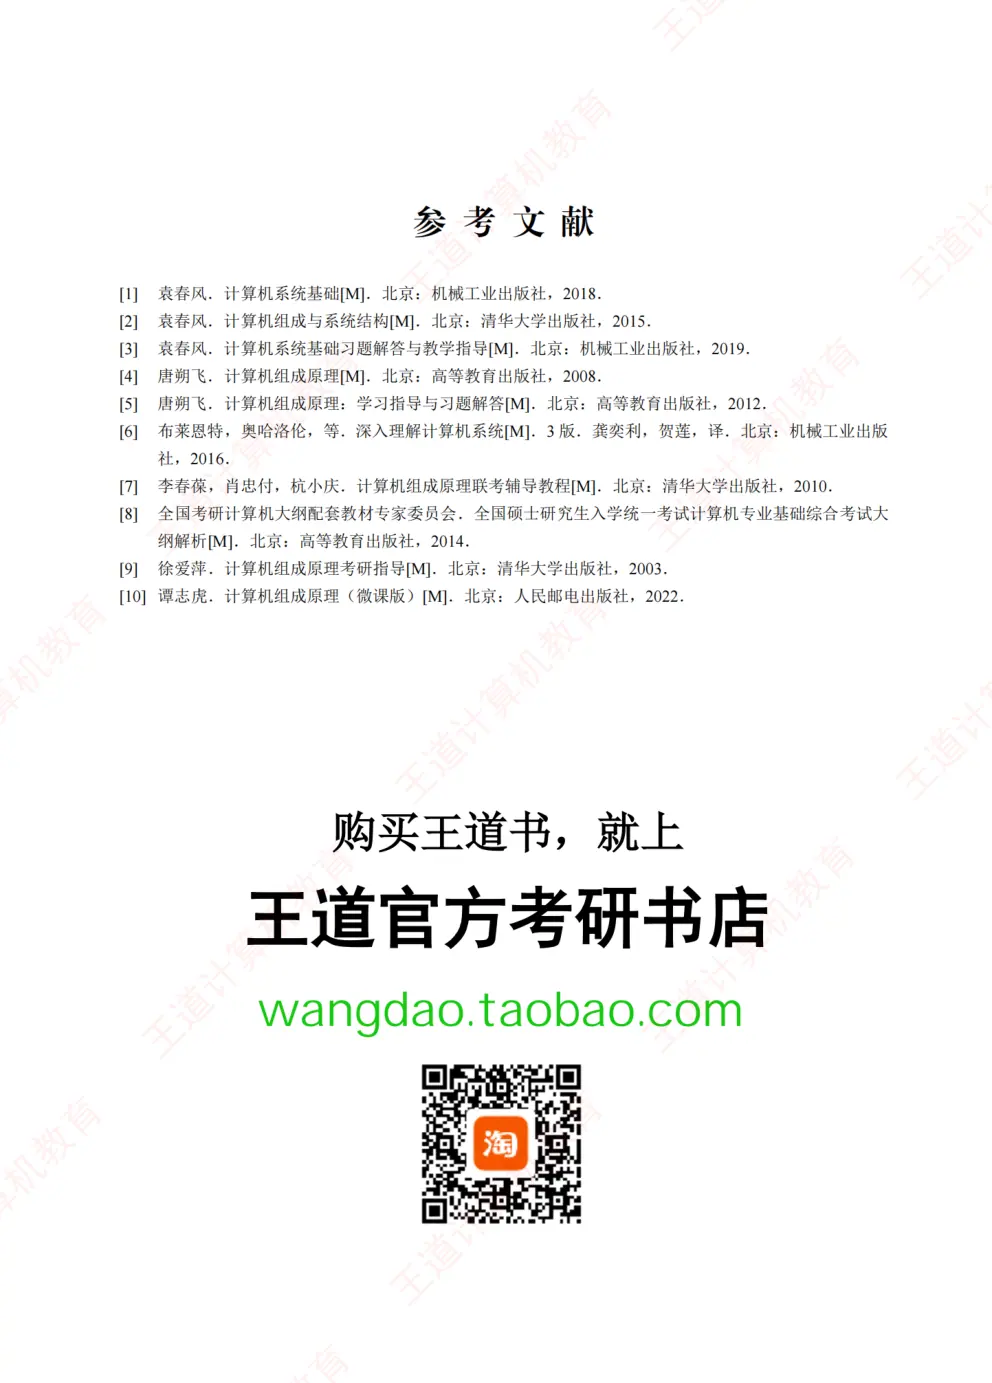 参考文献
[1] 袁春风．计算机系统基础[M]．北京：机械工业出版社，2018．
[2] 袁春风．计算机组成与系统结构[M]．北京：清华大学出版社，2015．
[3] 袁春风．计算机系统基础习题解答与教学指导[M]．北京：机械工业出版社，2019．
[4] 唐朔飞．计算机组成原理[M]．北京：高等教育出版社，2008．
[5] 唐朔飞．计算机组成原理：学习指导与习题解答[M]．北京：高等教育出版社，2012．
[6] 布莱恩特，奥哈洛伦，等．深入理解计算机系统[M]．3 版．龚奕利，贺莲，译．北京：机械工业出版
社，2016．
[7] 李春葆，肖忠付，杭小庆．计算机组成原理联考辅导教程[M]．北京：清华大学出版社，2010．
[8] 全国考研计算机大纲配套教材专家委员会．全国硕士研究生入学统一考试计算机专业基础综合考试大
纲解析[M]．北京：高等教育出版社，2014．
[9] 徐爱萍．计算机组成原理考研指导[M]．北京：清华大学出版社，2003．
[10] 谭志虎．计算机组成原理（微课版）[M]．北京：人民邮电出版社，2022．
购买王道书，就上
王道官方考研书店
wangdao.taobao.com
淘
王道计算机教育